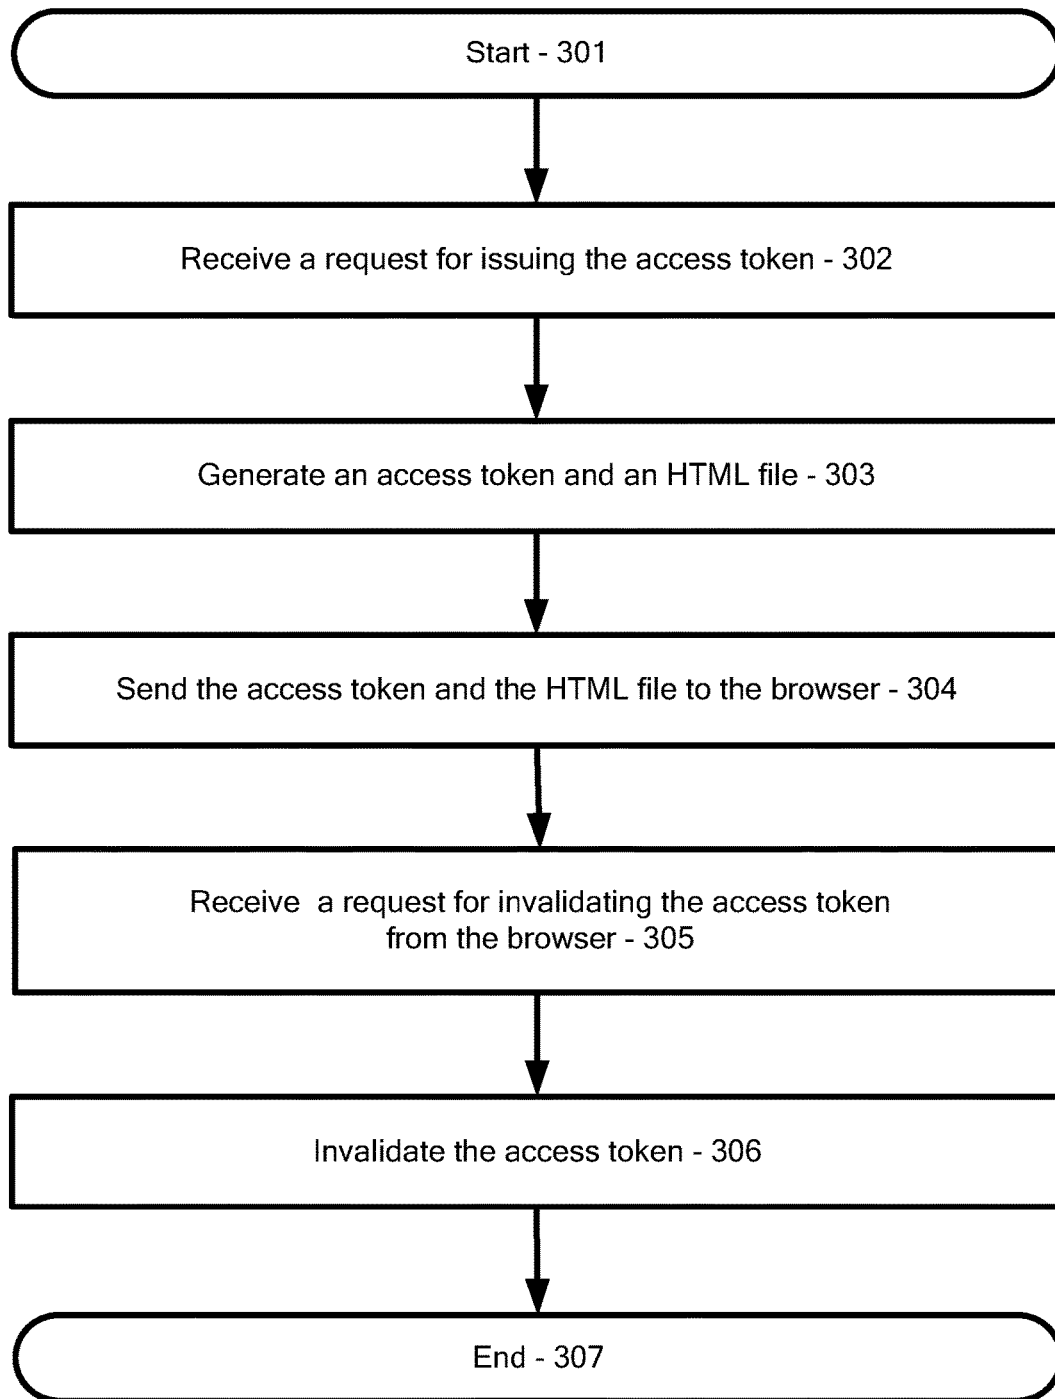 Start - 301
Receive a request for issuing the access token - 302
Generate an access token and an HTML file - 303
Send the access token and the HTML file to the browser - 304
Receive  a request for invalidating the access token
from the browser - 305
Invalidate the access token - 306
End - 307